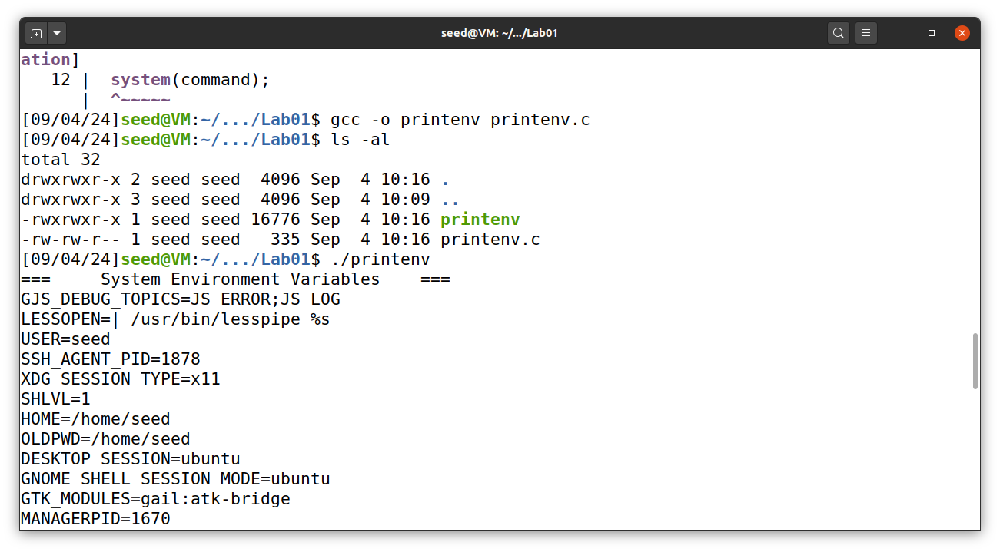 seed@VM: ~/.../Lab01
ation]
   12 |  system(command);
      |  ^~~~~~
[09/04/24]seed@VM:~/.../Lab01$ gcc -o printenv printenv.c
[09/04/24]seed@VM:~/.../Lab01$ ls -al
total 32
drwxrwxr-x 2 seed seed  4096 Sep  4 10:16 .
drwxrwxr-x 3 seed seed  4096 Sep  4 10:09 ..
-rwxrwxr-x 1 seed seed 16776 Sep  4 10:16 printenv
-rw-rw-r-- 1 seed seed   335 Sep  4 10:16 printenv.c
[09/04/24]seed@VM:~/.../Lab01$ ./printenv
===     System Environment Variables    ===
GJS_DEBUG_TOPICS=JS ERROR;JS LOG
LESSOPEN=| /usr/bin/lesspipe %s
USER=seed
SSH_AGENT_PID=1878
XDG_SESSION_TYPE=x11
SHLVL=1
HOME=/home/seed
OLDPWD=/home/seed
DESKTOP_SESSION=ubuntu
GNOME_SHELL_SESSION_MODE=ubuntu
GTK_MODULES=gail:atk-bridge
MANAGERPID=1670